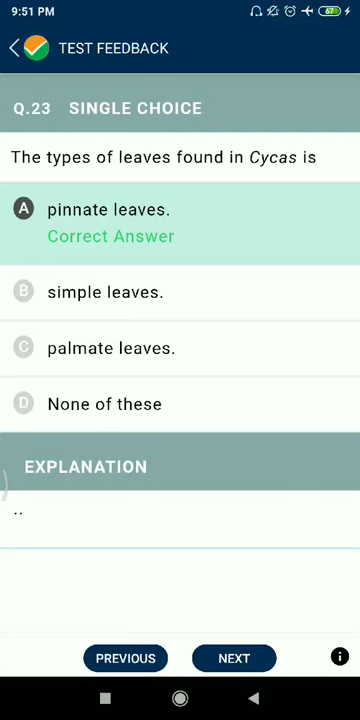 9:51 PM
67
TEST FEEDBACK
Q.23 SINGLE CHOICE
The types of leaves found in Cycas is
A pinnate leaves.
Correct Answer
B simple leaves.
C palmate leaves.
D None of these
EXPLANATION
..
PREVIOUS NEXT i